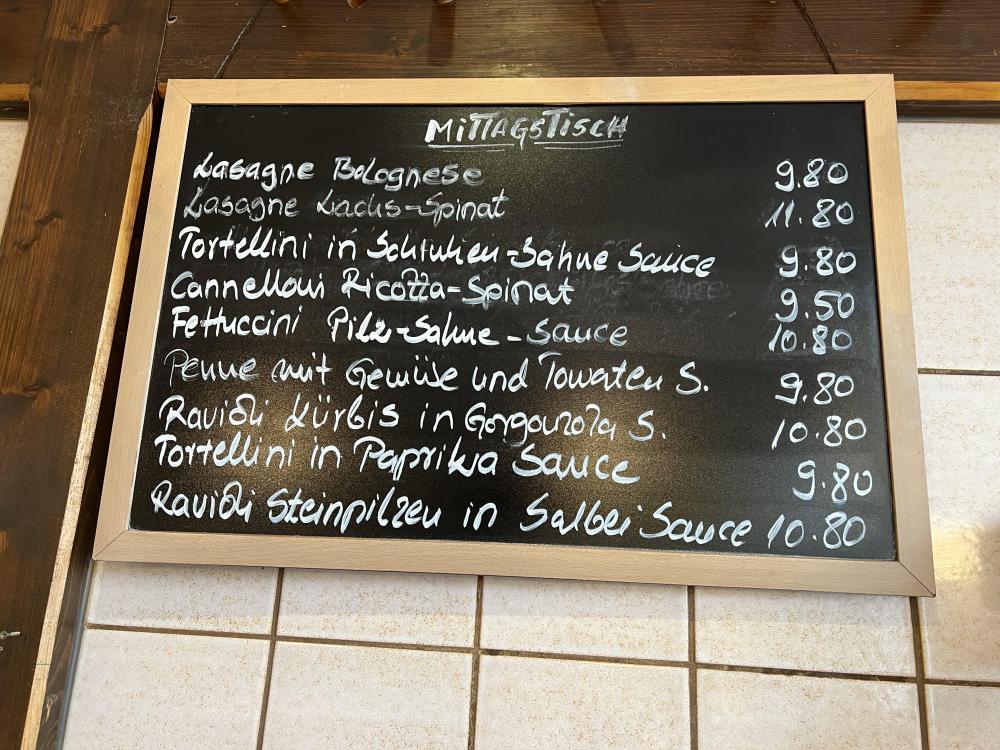 MITTAGSTISCH
Lasagne Bolognese 9.80
Lasagne Lachs-Spinat 11.80
Tortellini in Schinken-Sahne Sauce 9.80
Cannelloni Ricotta-Spinat 9.50
Fettuccini Pilz-Sahne-Sauce 10.80
Penne mit Gemüse und Tomaten S. 9.80
Ravioli Kürbis in Gorgonzola S. 10.80
Tortellini in Paprika Sauce 9.80
Ravioli Steinpilzen in Salbei Sauce 10.80